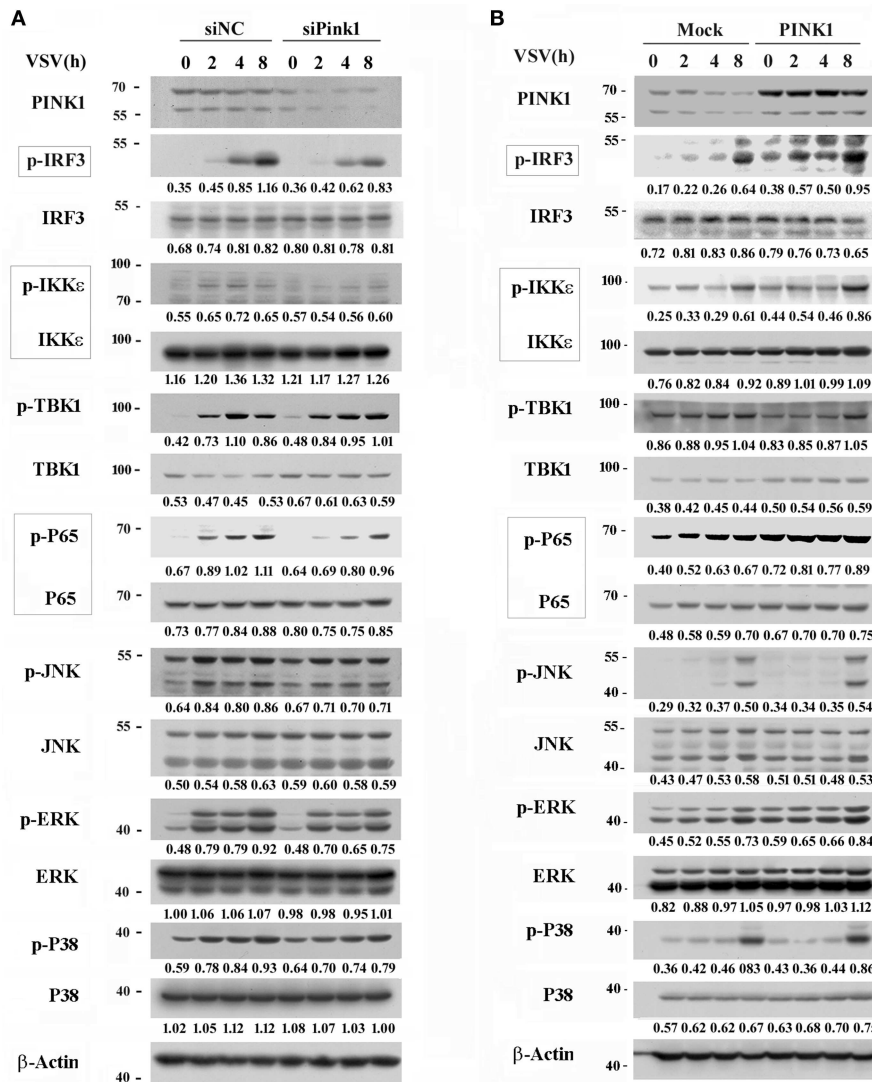 A
siNC siPink1
VSV(h) 0 2 4 8 0 2 4 8
PINK1 70 - 55 -
p-IRF3 55 -
0.35 0.45 0.85 1.16 0.36 0.42 0.62 0.83
IRF3 55 -
0.68 0.74 0.81 0.82 0.80 0.81 0.78 0.81
p-IKKε 100 - 70 -
0.55 0.65 0.72 0.65 0.57 0.54 0.56 0.60
IKKε 100 -
1.16 1.20 1.36 1.32 1.21 1.17 1.27 1.26
p-TBK1 100 -
0.42 0.73 1.10 0.86 0.48 0.84 0.95 1.01
TBK1 100 -
0.53 0.47 0.45 0.53 0.67 0.61 0.63 0.59
p-P65 70 -
0.67 0.89 1.02 1.11 0.64 0.69 0.80 0.96
P65 70 -
0.73 0.77 0.84 0.88 0.80 0.75 0.75 0.85
p-JNK 55 - 40 -
0.64 0.84 0.80 0.86 0.67 0.71 0.70 0.71
JNK 55 -
0.50 0.54 0.58 0.63 0.59 0.60 0.58 0.59
p-ERK 40 -
0.48 0.79 0.79 0.92 0.48 0.70 0.65 0.75
ERK 40 -
1.00 1.06 1.06 1.07 0.98 0.98 0.95 1.01
p-P38 40 -
0.59 0.78 0.84 0.93 0.64 0.70 0.74 0.79
P38 40 -
1.02 1.05 1.12 1.12 1.08 1.07 1.03 1.00
β-Actin 40 -
B
Mock PINK1
VSV(h) 0 2 4 8 0 2 4 8
PINK1 70 - 55 -
p-IRF3 55 -
0.17 0.22 0.26 0.64 0.38 0.57 0.50 0.95
IRF3 55 -
0.72 0.81 0.83 0.86 0.79 0.76 0.73 0.65
p-IKKε 100 -
0.25 0.33 0.29 0.61 0.44 0.54 0.46 0.86
IKKε 100 -
0.76 0.82 0.84 0.92 0.89 1.01 0.99 1.09
p-TBK1 100 -
0.86 0.88 0.95 1.04 0.83 0.85 0.87 1.05
TBK1 100 -
0.38 0.42 0.45 0.44 0.50 0.54 0.56 0.59
p-P65 70 -
0.40 0.52 0.63 0.67 0.72 0.81 0.77 0.89
P65 70 -
0.48 0.58 0.59 0.70 0.67 0.70 0.70 0.75
p-JNK 55 - 40 -
0.29 0.32 0.37 0.50 0.34 0.34 0.35 0.54
JNK 55 - 40 -
0.43 0.47 0.53 0.58 0.51 0.51 0.48 0.53
p-ERK 40 -
0.45 0.52 0.55 0.73 0.59 0.65 0.66 0.84
ERK 40 -
0.82 0.88 0.97 1.05 0.97 0.98 1.03 1.12
p-P38 40 -
0.36 0.42 0.46 083 0.43 0.36 0.44 0.86
P38 40 -
0.57 0.62 0.62 0.67 0.63 0.68 0.70 0.75
β-Actin 40 -